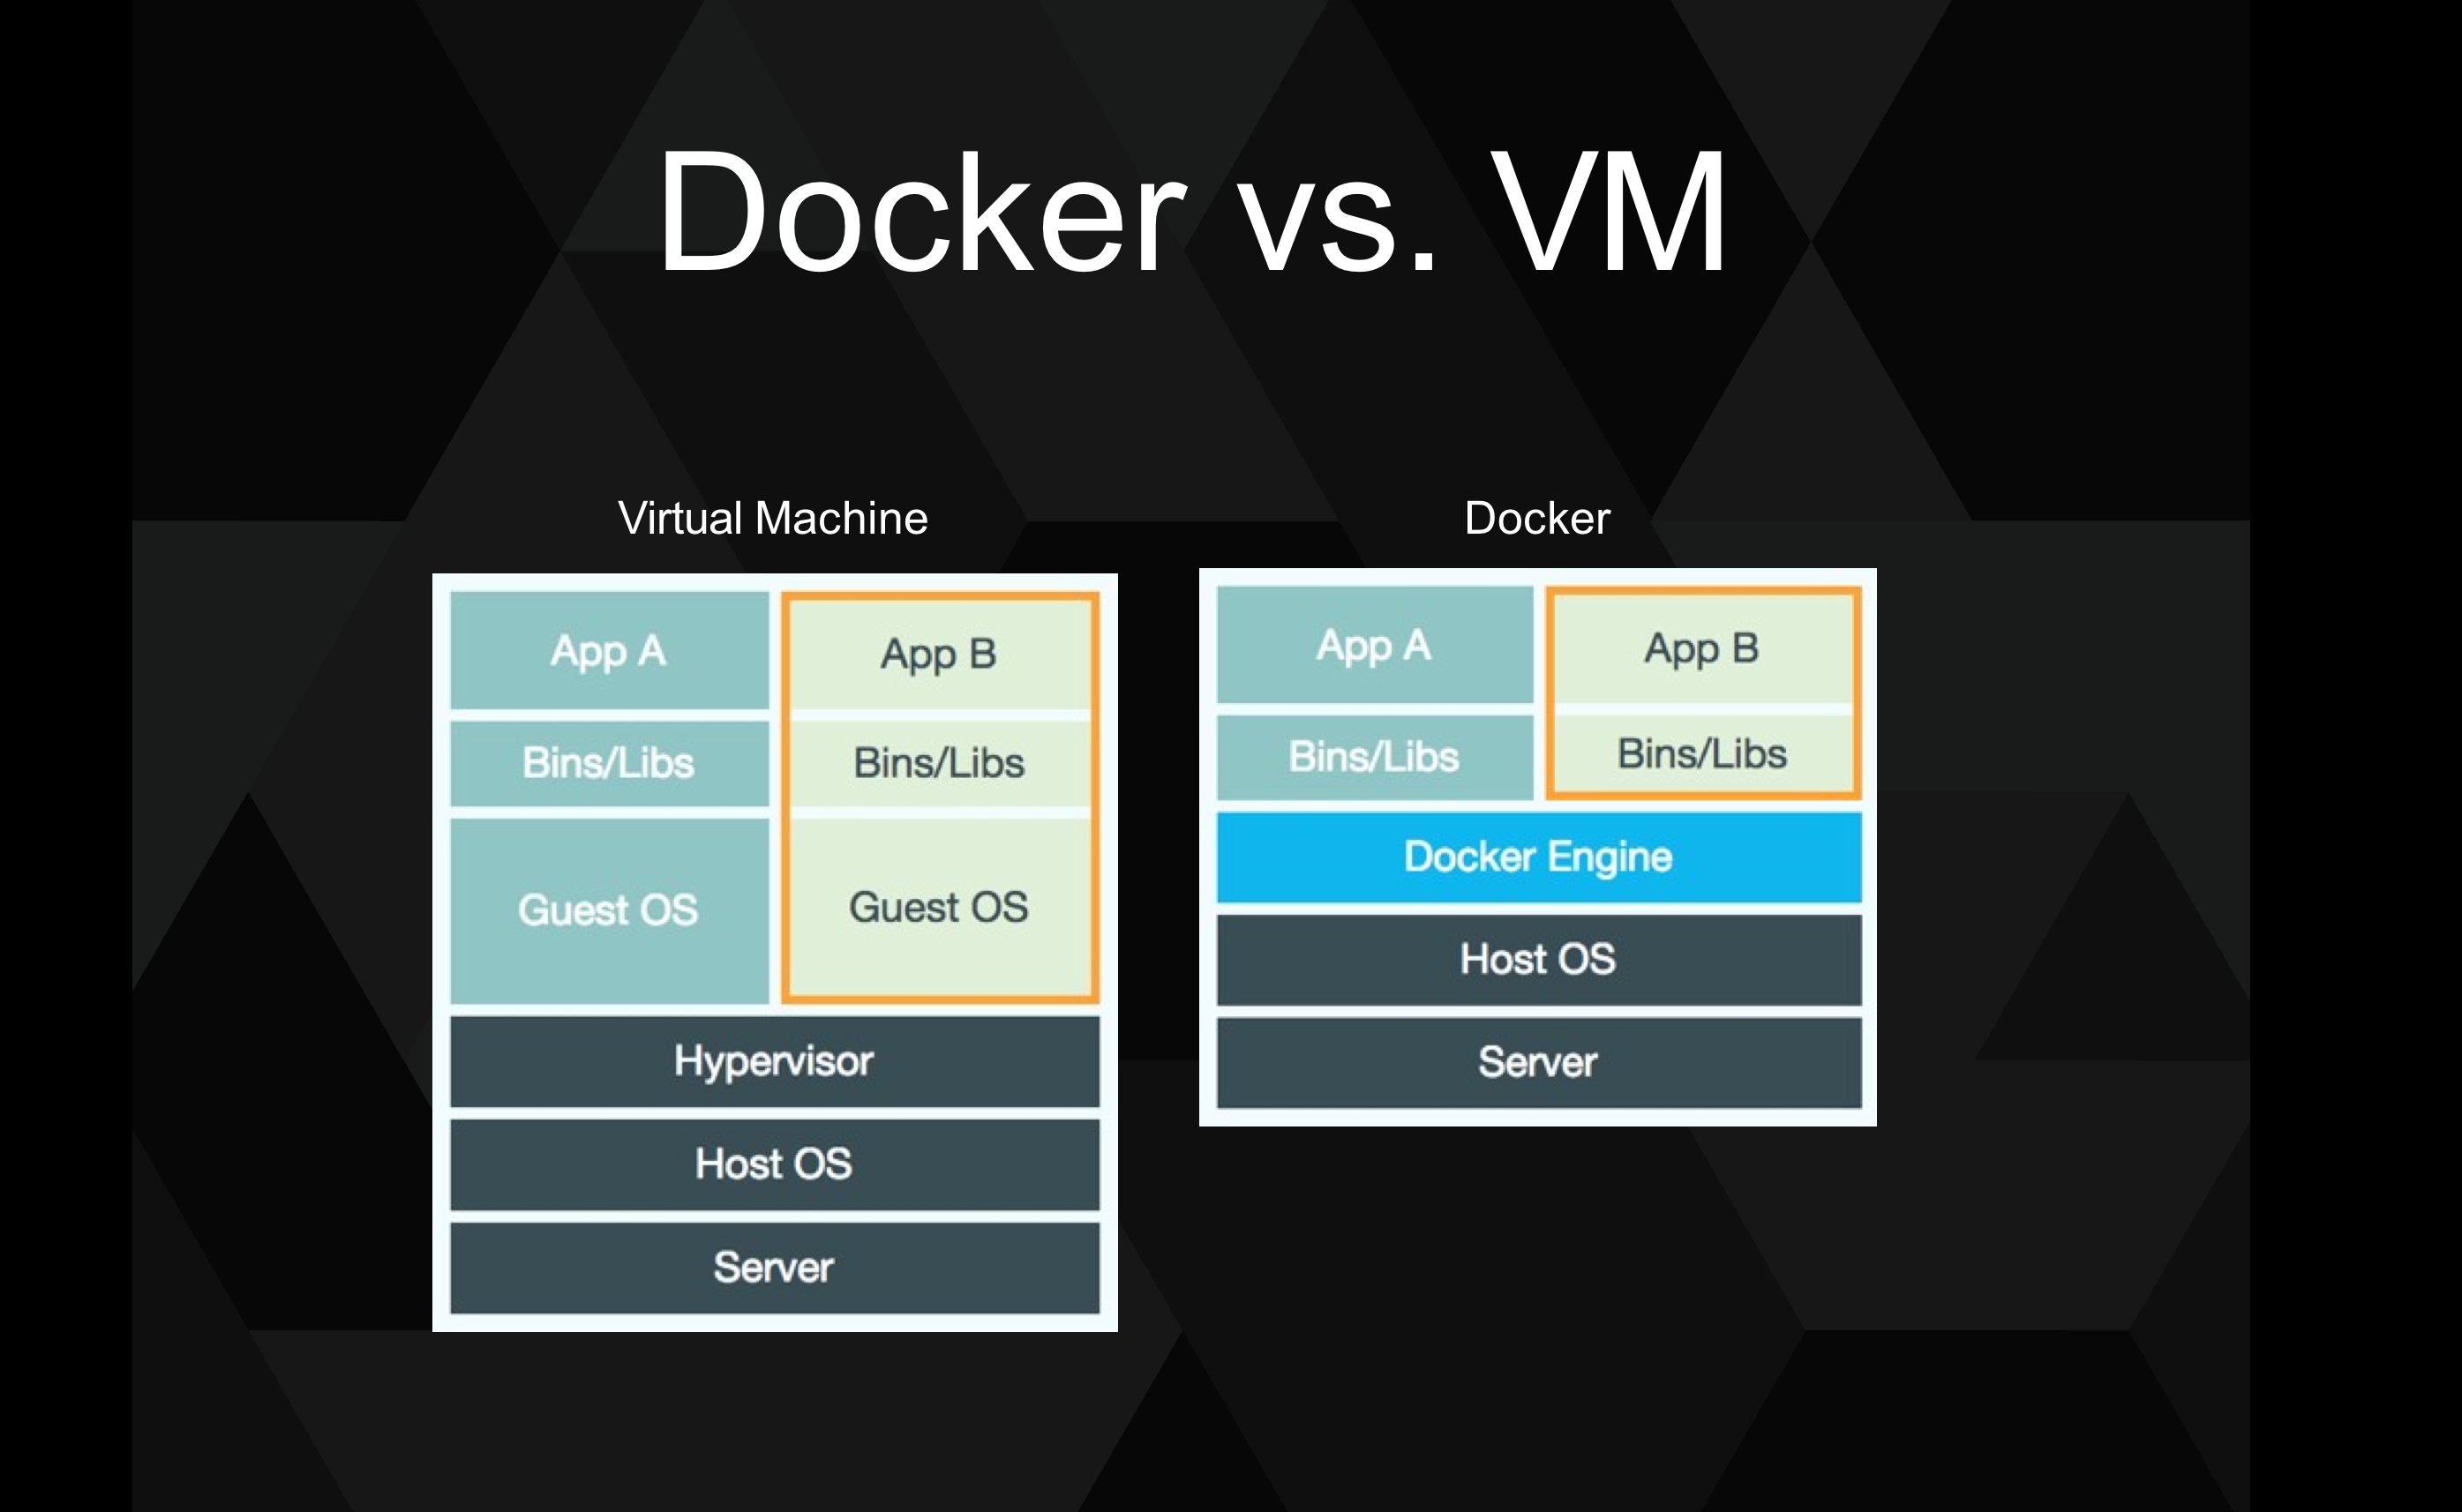 Docker vs. VM
Virtual Machine
App A
App B
Bins/Libs
Bins/Libs
Guest OS
Guest OS
Hypervisor
Host OS
Server
Docker
App A
App B
Bins/Libs
Bins/Libs
Docker Engine
Host OS
Server